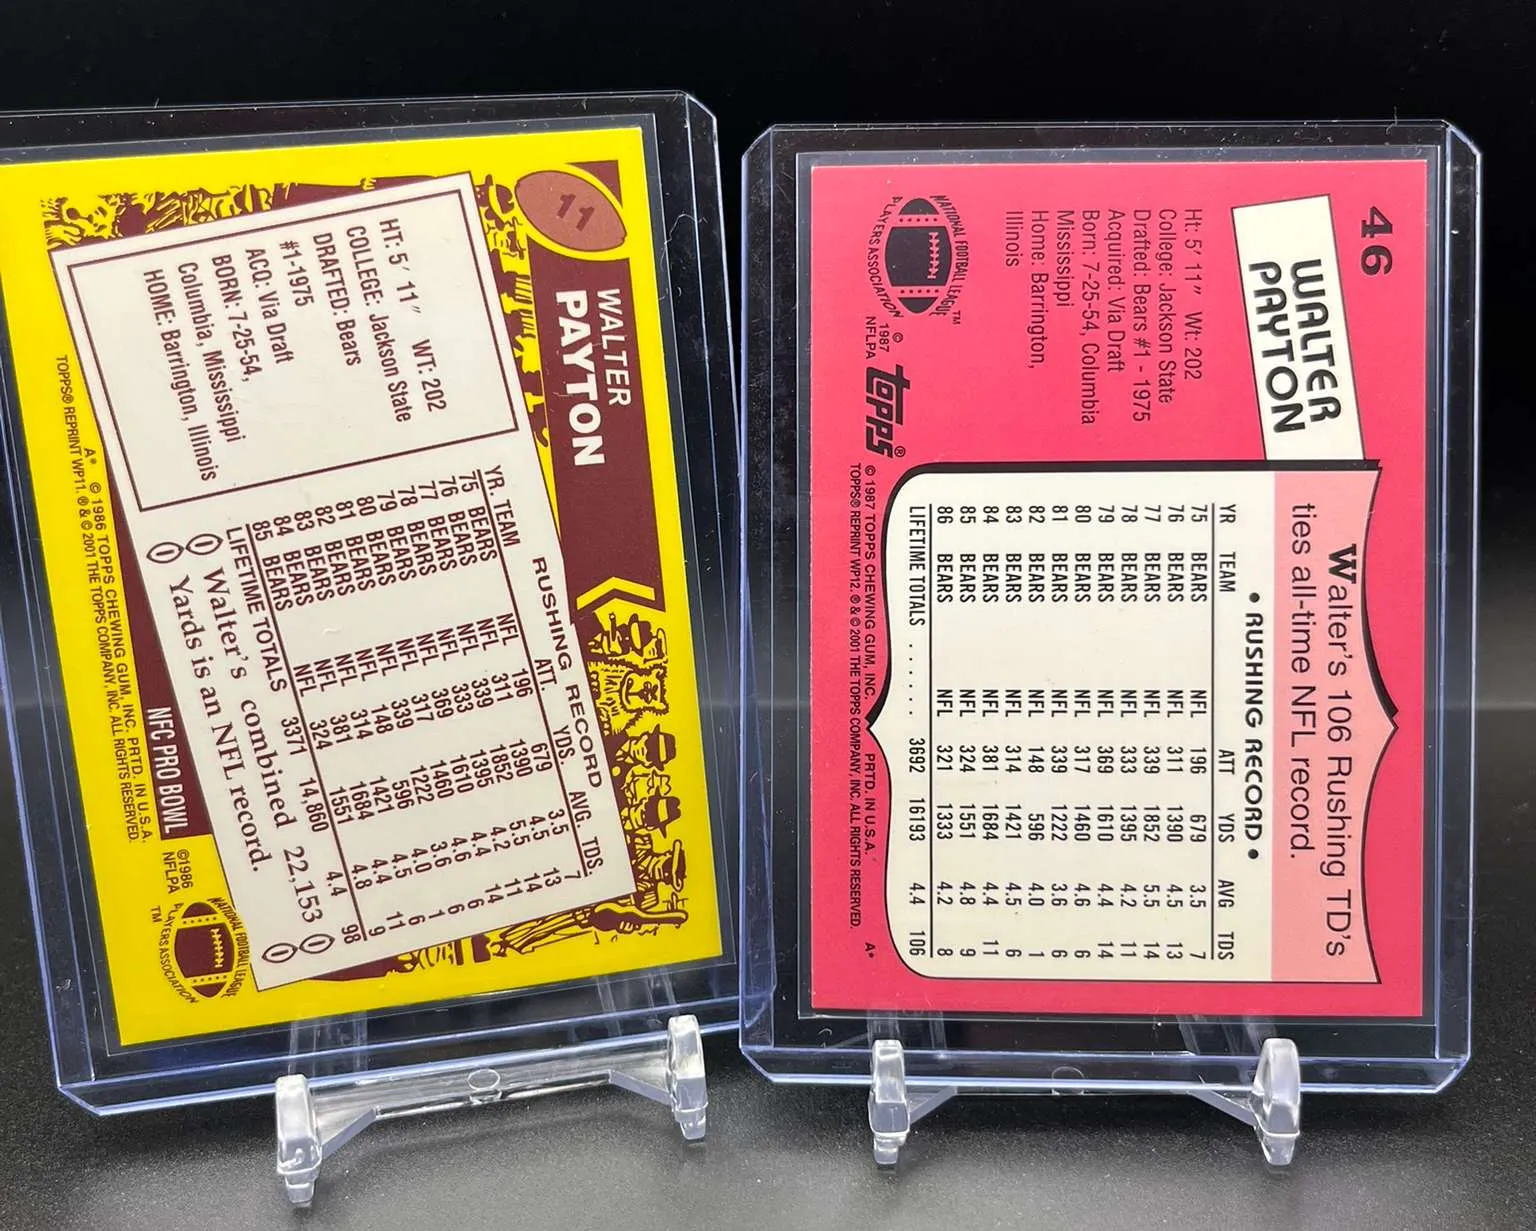 11
WALTER
PAYTON
HT: 5' 11" WT: 202
COLLEGE: Jackson State
DRAFTED: Bears
#1-1975
ACQ: Via Draft
BORN: 7-25-54,
Columbia, Mississippi
HOME: Barrington, Illinois
RUSHING RECORD
YR. TEAM ATT. YDS. AVG. TDS.
75 BEARS NFL 196 679 3.5 7
76 BEARS NFL 311 1390 4.5 13
77 BEARS NFL 339 1852 5.5 14
78 BEARS NFL 333 1395 4.2 11
79 BEARS NFL 369 1610 4.4 14
80 BEARS NFL 317 1460 4.6 6
81 BEARS NFL 339 1222 3.6 6
82 BEARS NFL 148 596 4.0 1
83 BEARS NFL 314 1421 4.5 6
84 BEARS NFL 381 1684 4.4 11
85 BEARS NFL 324 1551 4.8 9
LIFETIME TOTALS 3371 14,860 4.4 98
Walter's combined 22,153
Yards is an NFL record.
NFC PRO BOWL
©1986
NFLPA
NATIONAL FOOTBALL LEAGUE
PLAYERS ASSOCIATION
TM
A* © 1986 TOPPS CHEWING GUM, INC. PRTD. IN U.S.A.
TOPPS® REPRINT WP11. ® & © 2001 THE TOPPS COMPANY, INC. ALL RIGHTS RESERVED.
46
WALTER
PAYTON
Ht: 5' 11" Wt: 202
College: Jackson State
Drafted: Bears #1 - 1975
Acquired: Via Draft
Born: 7-25-54, Columbia
Mississippi
Home: Barrington,
Illinois
NATIONAL FOOTBALL LEAGUE
PLAYERS ASSOCIATION
TM
©
1987
NFLPA
TOPPS®
Walter's 106 Rushing TD's
ties all-time NFL record.
• RUSHING RECORD •
YR TEAM ATT YDS AVG TDS
75 BEARS NFL 196 679 3.5 7
76 BEARS NFL 311 1390 4.5 13
77 BEARS NFL 339 1852 5.5 14
78 BEARS NFL 333 1395 4.2 11
79 BEARS NFL 369 1610 4.4 14
80 BEARS NFL 317 1460 4.6 6
81 BEARS NFL 339 1222 3.6 6
82 BEARS NFL 148 596 4.0 1
83 BEARS NFL 314 1421 4.5 6
84 BEARS NFL 381 1684 4.4 11
85 BEARS NFL 324 1551 4.8 9
86 BEARS NFL 321 1333 4.2 8
LIFETIME TOTALS . . . . . . 3692 16193 4.4 106
© 1987 TOPPS CHEWING GUM, INC. PRTD. IN U.S.A. A*
TOPPS® REPRINT WP12. ® & © 2001 THE TOPPS COMPANY, INC. ALL RIGHTS RESERVED.